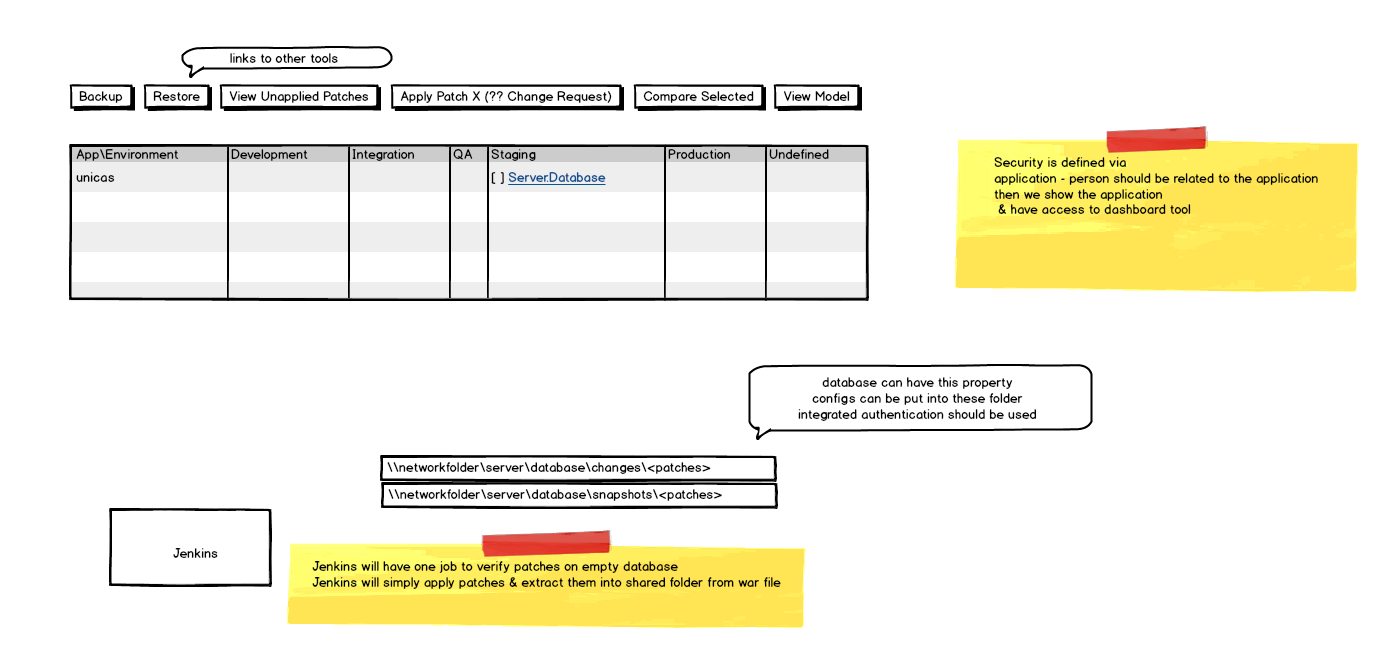 links to other tools
Backup
Restore
View Unapplied Patches
Apply Patch X (?? Change Request)
Compare Selected
View Model
App\Environment
Development
Integration
QA
Staging
Production
Undefined
unicas
[ ] Server.Database
Security is defined via
application - person should be related to the application
then we show the application
& have access to dashboard tool
database can have this property
configs can be put into these folder
integrated authentication should be used
\\networkfolder\server\database\changes\<patches>
\\networkfolder\server\database\snapshots\<patches>
Jenkins
Jenkins will have one job to verify patches on empty database
Jenkins will simply apply patches & extract them into shared folder from war file